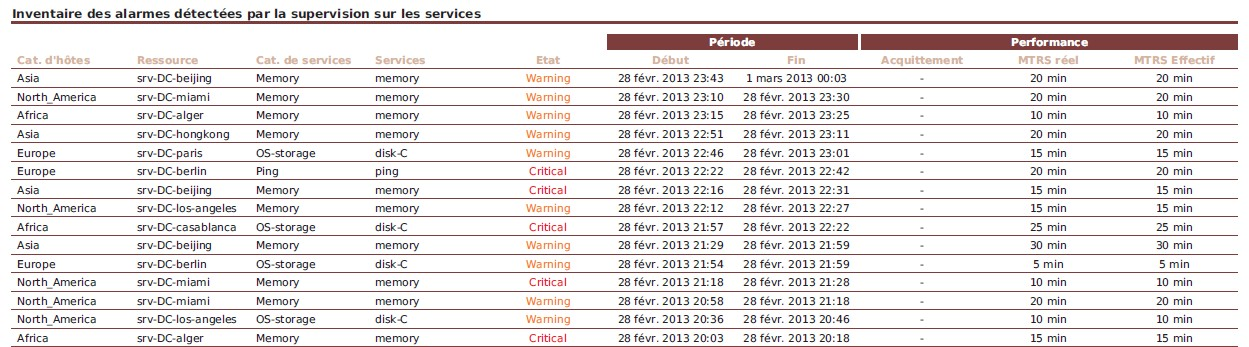 Inventaire des alarmes détectées par la supervision sur les services
Période Performance
Cat. d'hôtes Ressource Cat. de services Services Etat Début Fin Acquittement MTRS réel MTRS Effectif
Asia srv-DC-beijing Memory memory Warning 28 févr. 2013 23:43 1 mars 2013 00:03 - 20 min 20 min
North_America srv-DC-miami Memory memory Warning 28 févr. 2013 23:10 28 févr. 2013 23:30 - 20 min 20 min
Africa srv-DC-alger Memory memory Warning 28 févr. 2013 23:15 28 févr. 2013 23:25 - 10 min 10 min
Asia srv-DC-hongkong Memory memory Warning 28 févr. 2013 22:51 28 févr. 2013 23:11 - 20 min 20 min
Europe srv-DC-paris OS-storage disk-C Warning 28 févr. 2013 22:46 28 févr. 2013 23:01 - 15 min 15 min
Europe srv-DC-berlin Ping ping Critical 28 févr. 2013 22:22 28 févr. 2013 22:42 - 20 min 20 min
Asia srv-DC-beijing Memory memory Critical 28 févr. 2013 22:16 28 févr. 2013 22:31 - 15 min 15 min
North_America srv-DC-los-angeles Memory memory Warning 28 févr. 2013 22:12 28 févr. 2013 22:27 - 15 min 15 min
Africa srv-DC-casablanca OS-storage disk-C Critical 28 févr. 2013 21:57 28 févr. 2013 22:22 - 25 min 25 min
Asia srv-DC-beijing Memory memory Warning 28 févr. 2013 21:29 28 févr. 2013 21:59 - 30 min 30 min
Europe srv-DC-berlin OS-storage disk-C Warning 28 févr. 2013 21:54 28 févr. 2013 21:59 - 5 min 5 min
North_America srv-DC-miami Memory memory Critical 28 févr. 2013 21:18 28 févr. 2013 21:28 - 10 min 10 min
North_America srv-DC-miami Memory memory Warning 28 févr. 2013 20:58 28 févr. 2013 21:18 - 20 min 20 min
North_America srv-DC-los-angeles OS-storage disk-C Warning 28 févr. 2013 20:36 28 févr. 2013 20:46 - 10 min 10 min
Africa srv-DC-alger Memory memory Critical 28 févr. 2013 20:03 28 févr. 2013 20:18 - 15 min 15 min